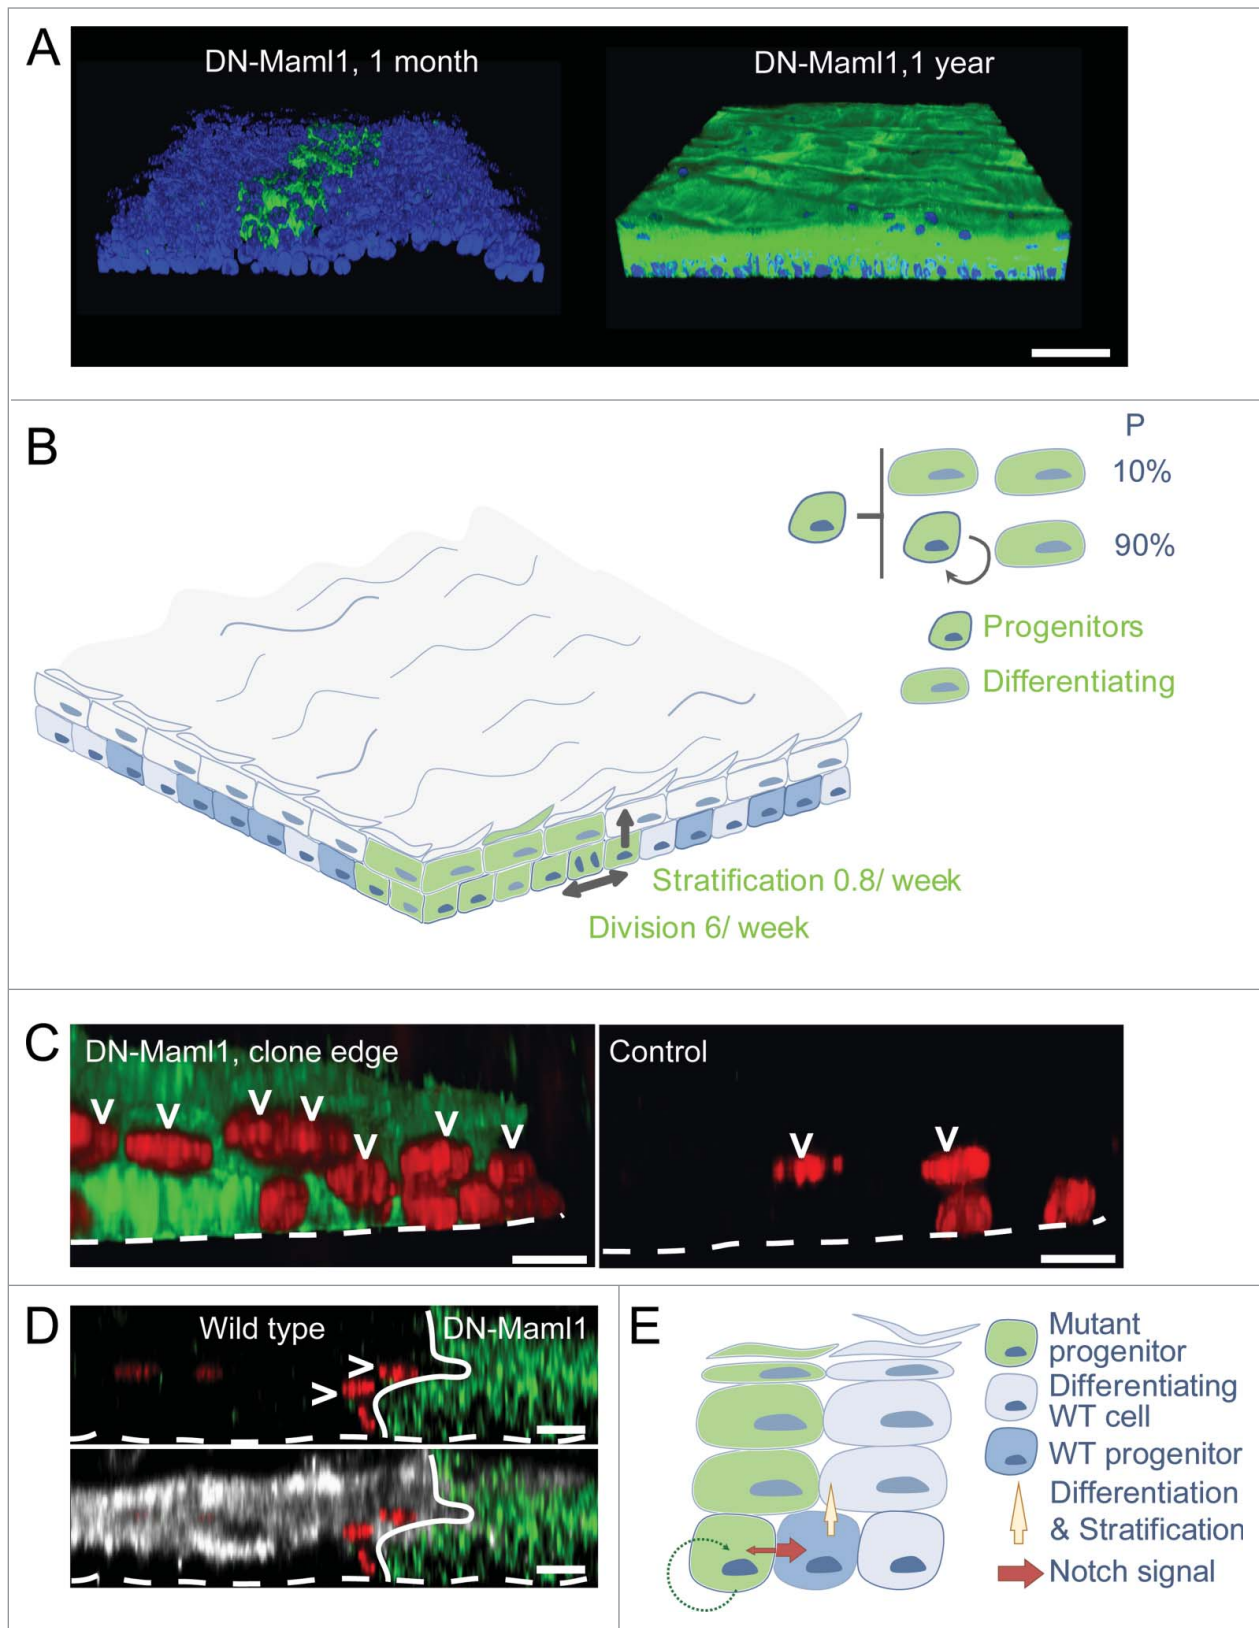 A
DN-Maml1, 1 month
DN-Maml1,1 year
B
P
10%
90%
Progenitors
Differentiating
Stratification 0.8/ week
Division 6/ week
C
DN-Maml1, clone edge
Control
D
Wild type
DN-Maml1
E
Mutant
progenitor
Differentiating
WT cell
WT progenitor
Differentiation
& Stratification
Notch signal